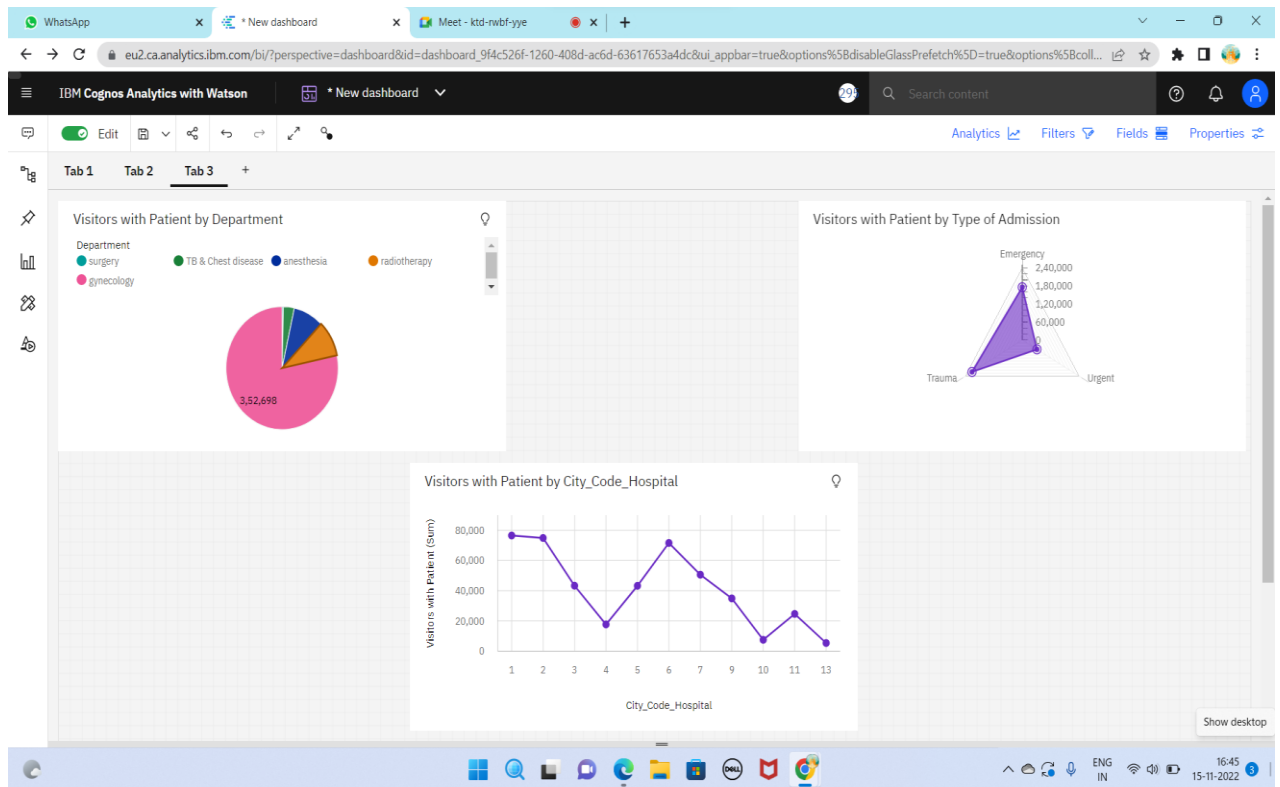 WhatsApp
* New dashboard
Meet - ktd-rwbf-yye
eu2.ca.analytics.ibm.com/bi/?perspective=dashboard&id=dashboard_9f4c526f-1260-408d-ac6d-63617653a4dc&ui_appbar=true&options%5BdisableGlassPrefetch%5D=true&options%5Bcoll...
IBM Cognos Analytics with Watson
* New dashboard
295
Search content
Edit
Analytics
Filters
Fields
Properties
Tab 1 Tab 2 Tab 3 +
Visitors with Patient by Department
Department
surgery TB & Chest disease anesthesia radiotherapy
gynecology
3,52,698
Visitors with Patient by Type of Admission
Emergency
2,40,000
1,80,000
1,20,000
60,000
0
Trauma
Urgent
Visitors with Patient by City_Code_Hospital
Visitors with Patient (Sum)
80,000
60,000
40,000
20,000
0
1 2 3 4 5 6 7 9 10 11 13
City_Code_Hospital
Show desktop
DELL
ENG
IN
16:45
15-11-2022
3